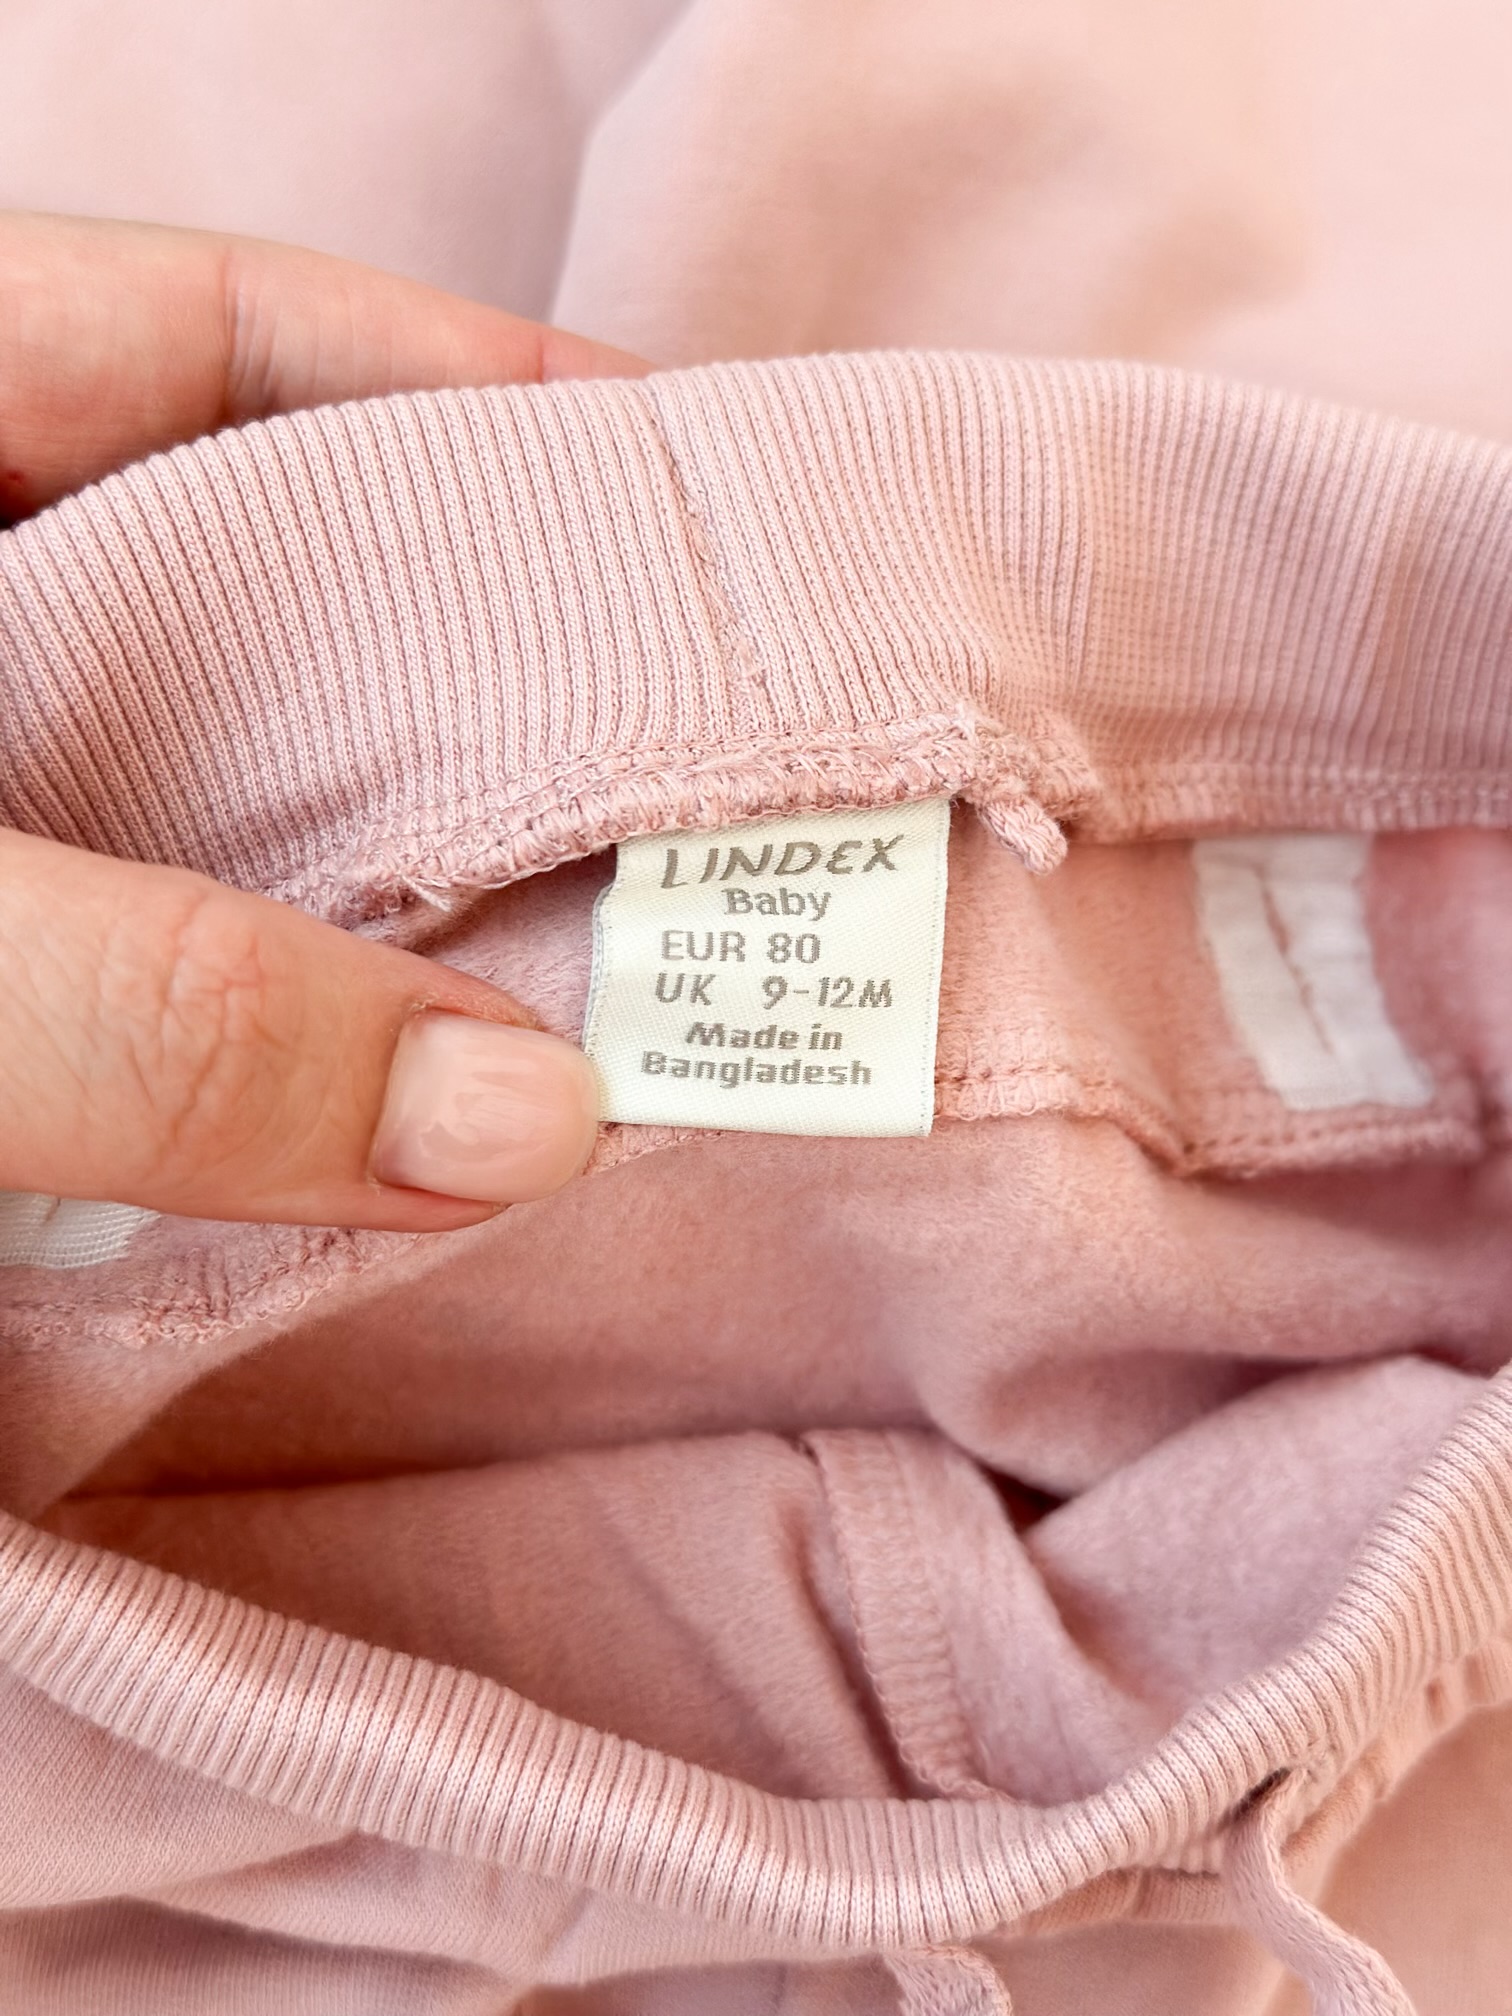 LINDEX
Baby
EUR 80
UK 9-12M
Made in
Bangladesh